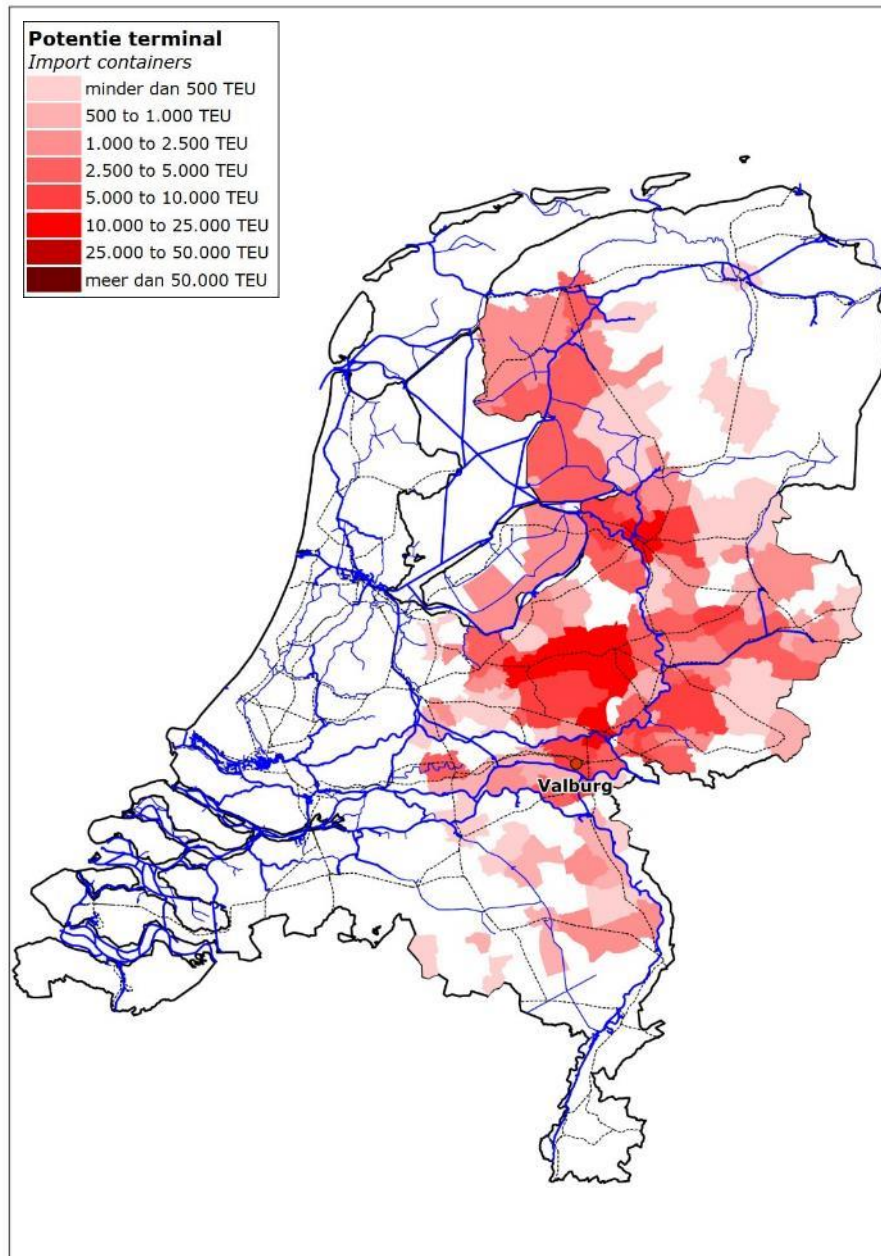 Potentie terminal
Import containers
minder dan 500 TEU
500 to 1.000 TEU
1.000 to 2.500 TEU
2.500 to 5.000 TEU
5.000 to 10.000 TEU
10.000 to 25.000 TEU
25.000 to 50.000 TEU
meer dan 50.000 TEU
Valburg